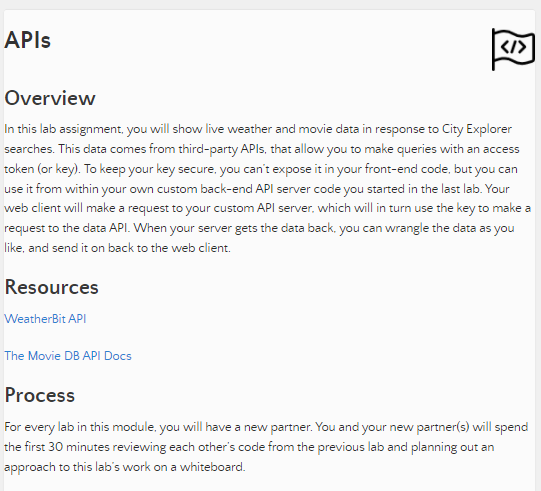 APIs
</>
Overview
In this lab assignment, you will show live weather and movie data in response to City Explorer
searches. This data comes from third-party APIs, that allow you to make queries with an access
token (or key). To keep your key secure, you can't expose it in your front-end code, but you can
use it from within your own custom back-end API server code you started in the last lab. Your
web client will make a request to your custom API server, which will in turn use the key to make a
request to the data API. When your server gets the data back, you can wrangle the data as you
like, and send it on back to the web client.
Resources
WeatherBit API
The Movie DB API Docs
Process
For every lab in this module, you will have a new partner. You and your new partner(s) will spend
the first 30 minutes reviewing each other's code from the previous lab and planning out an
approach to this lab's work on a whiteboard.